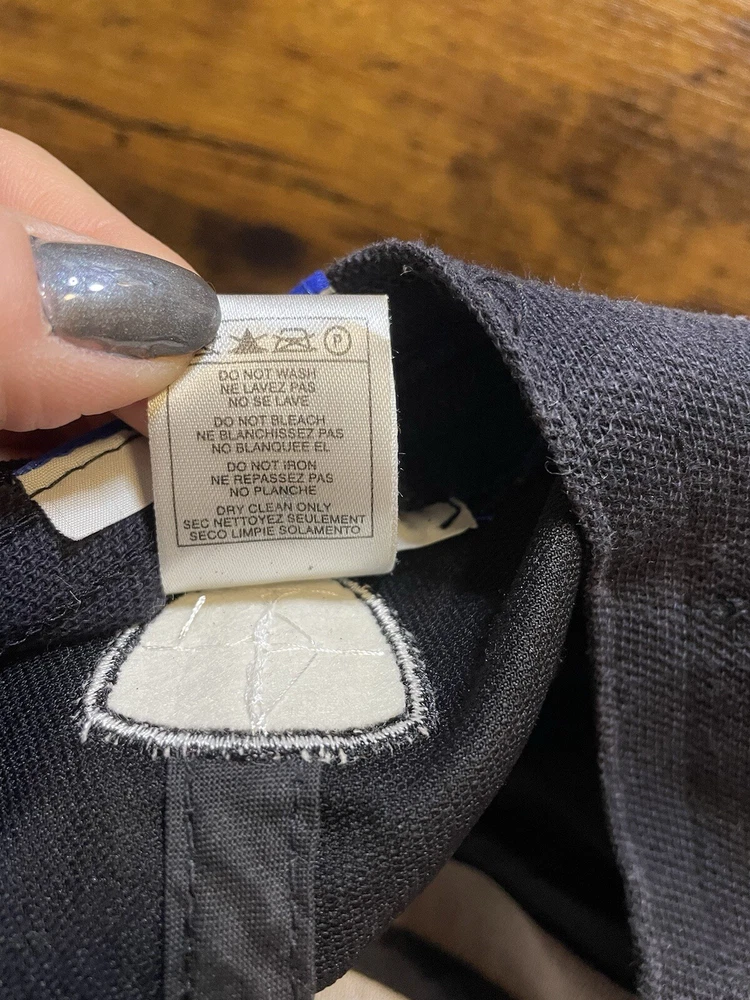 P
DO NOT WASH
NE LAVEZ PAS
NO SE LAVE
DO NOT BLEACH
NE BLANCHISSEZ PAS
NO BLANQUEE EL
DO NOT IRON
NE REPASSEZ PAS
NO PLANCHE
DRY CLEAN ONLY
SEC NETTOYEZ SEULEMENT
SECO LIMPIE SOLAMENTO